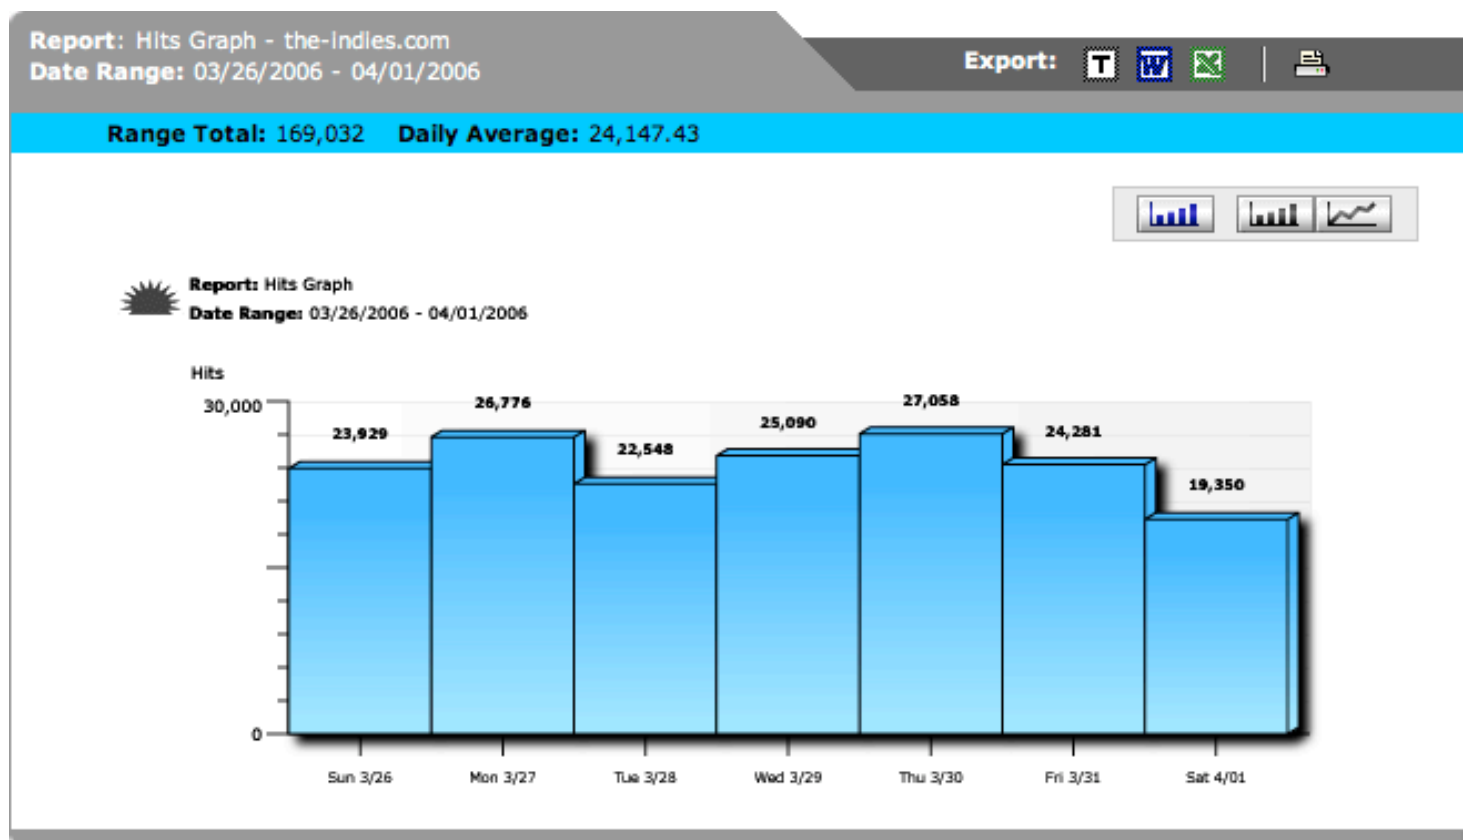 Report: Hits Graph - the-indies.com
Date Range: 03/26/2006 - 04/01/2006
Export: T W X
Range Total: 169,032 Daily Average: 24,147.43
Report: Hits Graph
Date Range: 03/26/2006 - 04/01/2006
Hits
30,000
23,929 26,776 22,548 25,090 27,058 24,281 19,350
0
Sun 3/26 Mon 3/27 Tue 3/28 Wed 3/29 Thu 3/30 Fri 3/31 Sat 4/01